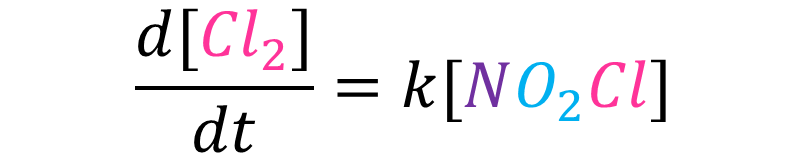 d[Cl₂]/dt = k[NO₂Cl]